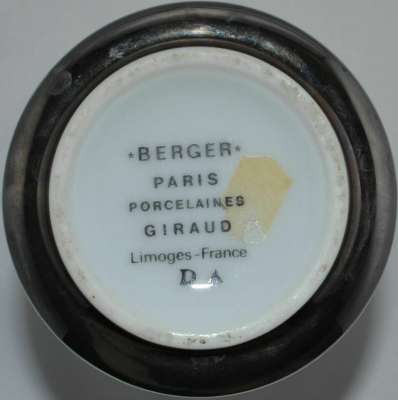 *BERGER*
PARIS
PORCELAINES
GIRAUD
Limoges-France
D A